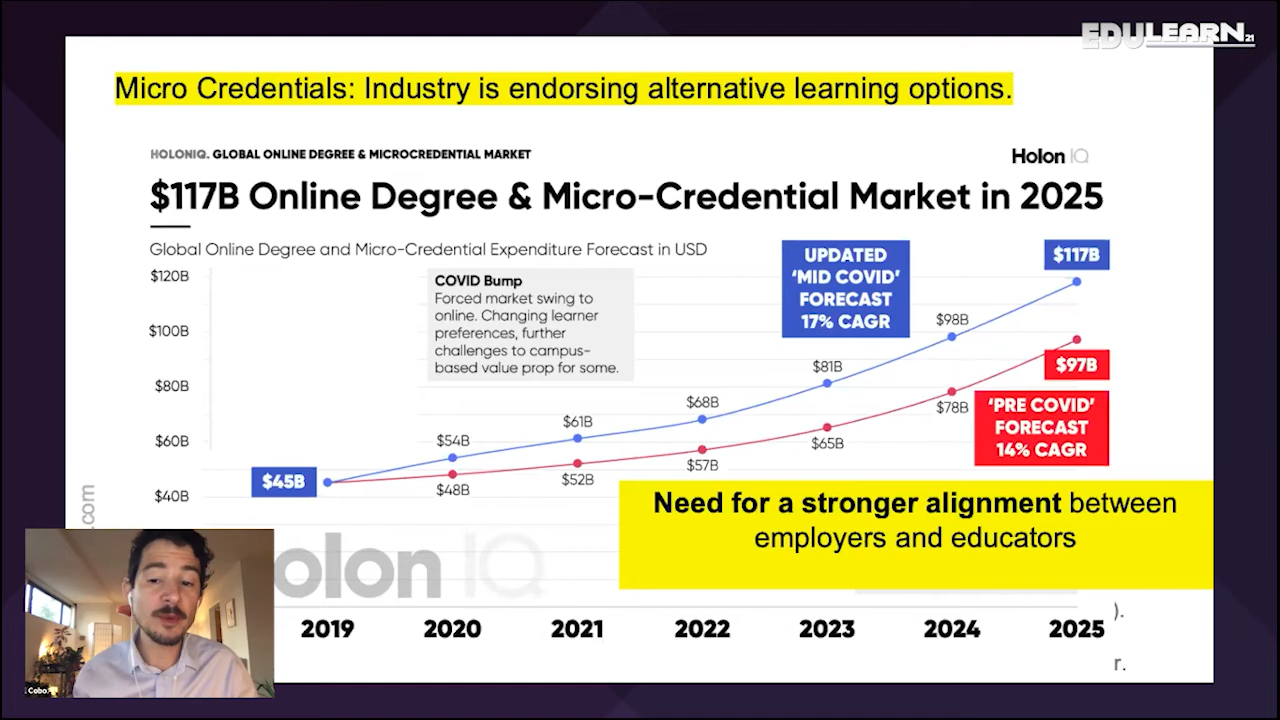 EDULEARN21
Micro Credentials: Industry is endorsing alternative learning options.
HOLONIQ. GLOBAL ONLINE DEGREE & MICROCREDENTIAL MARKET
Holon IQ
$117B Online Degree & Micro-Credential Market in 2025
Global Online Degree and Micro-Credential Expenditure Forecast in USD
$120B
$100B
$80B
$60B
$40B
COVID Bump
Forced market swing to
online. Changing learner
preferences, further
challenges to campus-
based value prop for some.
UPDATED
‘MID COVID’
FORECAST
17% CAGR
$117B
$98B
$81B
$68B
$61B
$54B
$45B
$48B
$52B
$57B
$65B
$78B
$97B
‘PRE COVID’
FORECAST
14% CAGR
Need for a stronger alignment between
employers and educators
.com
olon IQ
2019 2020 2021 2022 2023 2024 2025
).
r.
Cobo